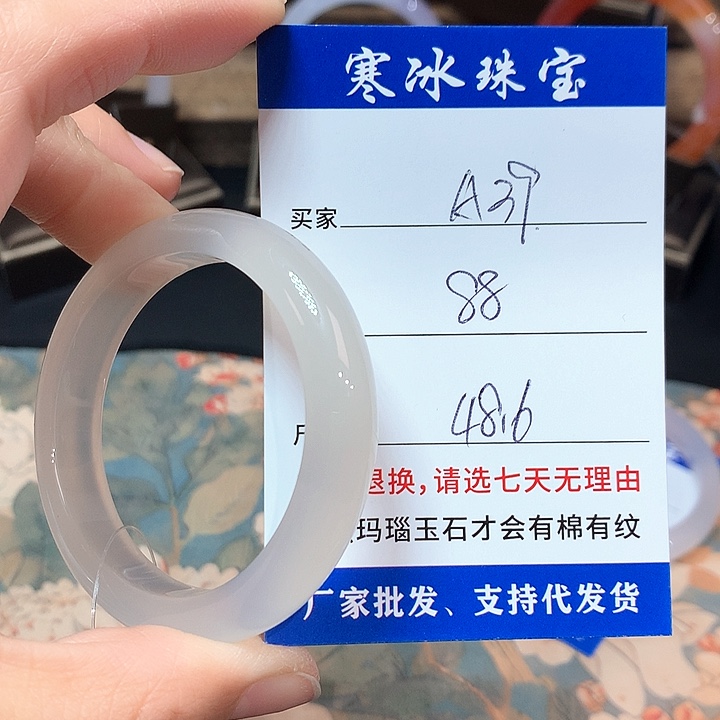 寒冰珠宝
买家 A37
88
48.6
退换,请选七天无理由
玛瑙玉石才会有棉有纹
厂家批发、支持代发货